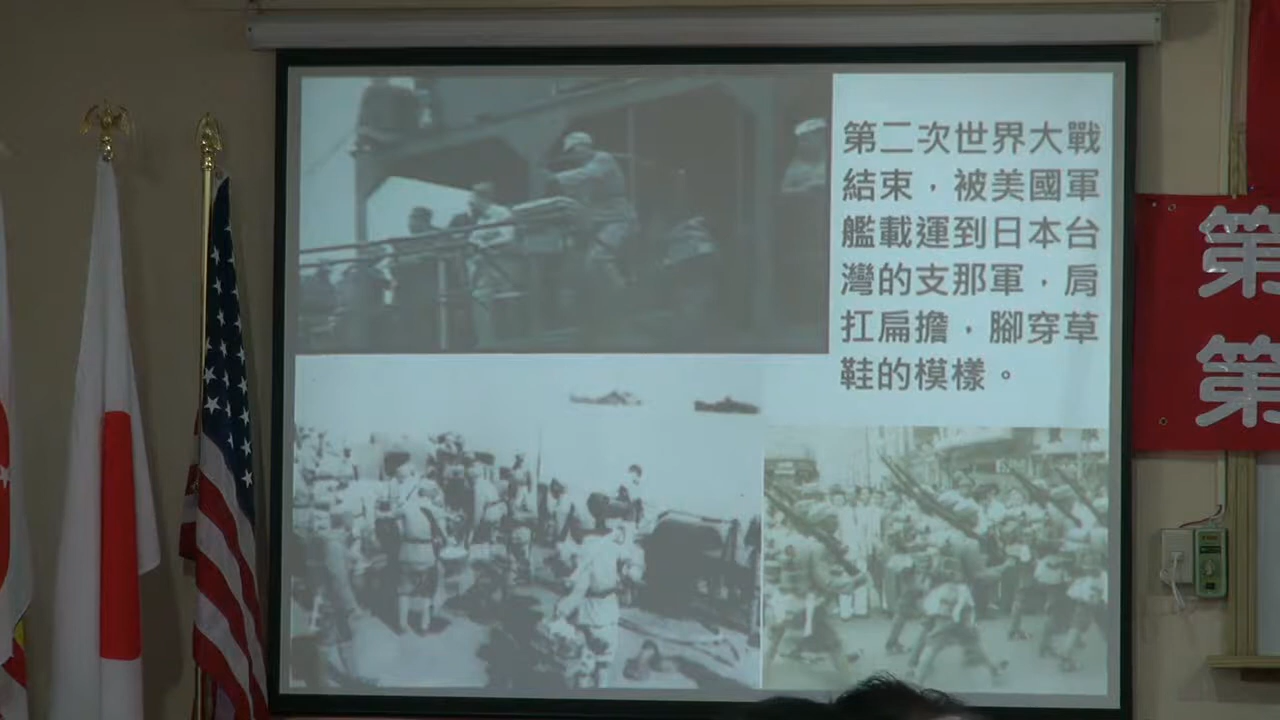 第二次世界大戰
結束，被美國軍
艦載運到日本台
灣的支那軍，肩
扛扁擔，腳穿草
鞋的模樣。
第
第